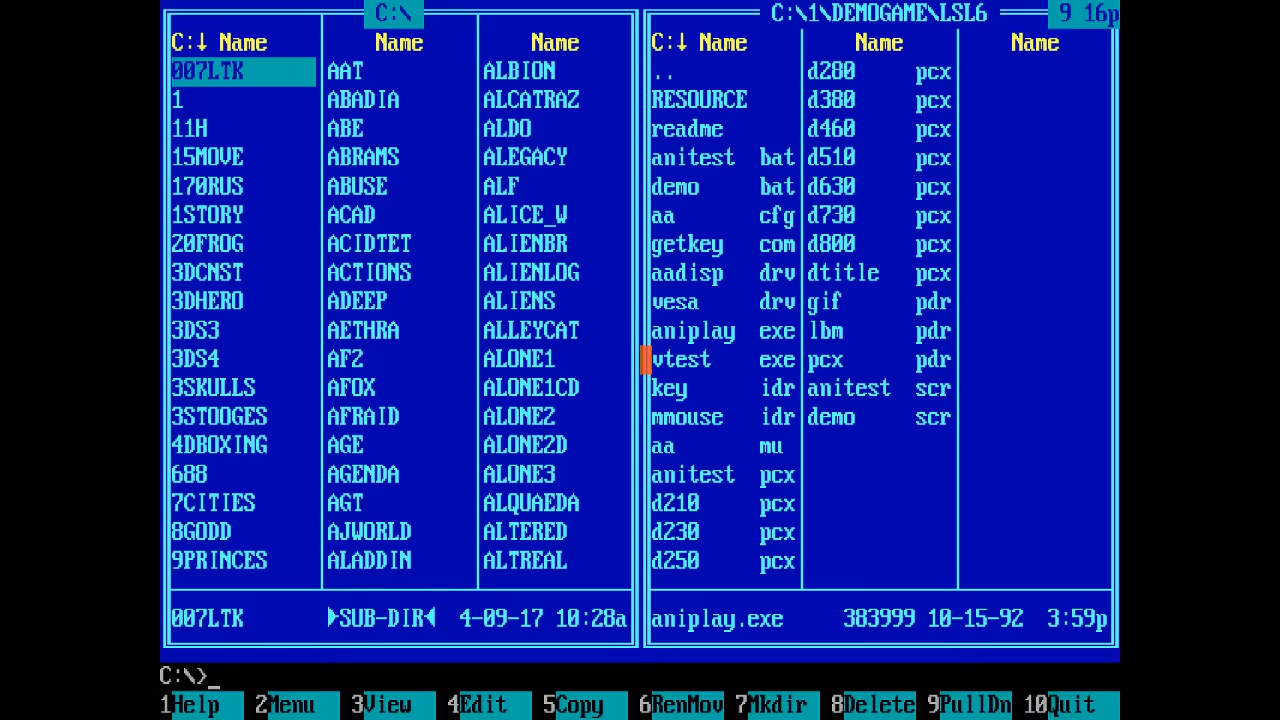 C:\ C:\1\DEMOGAME\LSL6 9 16p
C:↓ Name Name Name C:↓ Name Name Name
007LTK AAT ALBION .. d280 pcx
1 ABADIA ALCATRAZ RESOURCE d380 pcx
11H ABE ALDO readme d460 pcx
15MOVE ABRAMS ALEGACY anitest bat d510 pcx
170RUS ABUSE ALF demo bat d630 pcx
1STORY ACAD ALICE_W aa cfg d730 pcx
20FROG ACIDTET ALIENBR getkey com d800 pcx
3DCNST ACTIONS ALIENLOG aadisp drv dtitle pcx
3DHERO ADEEP ALIENS vesa drv gif pdr
3DS3 AETHRA ALLEYCAT aniplay exe lbm pdr
3DS4 AF2 ALONE1 vtest exe pcx pdr
3SKULLS AFOX ALONE1CD key idr anitest scr
3STOOGES AFRAID ALONE2 mmouse idr demo scr
4DBOXING AGE ALONE2D aa mu
688 AGENDA ALONE3 anitest pcx
7CITIES AGT ALQUAEDA d210 pcx
8GODD AJWORLD ALTERED d230 pcx
9PRINCES ALADDIN ALTREAL d250 pcx
007LTK ►SUB-DIR◄ 4-09-17 10:28a aniplay.exe 383999 10-15-92 3:59p
C:\>_
1Help 2Menu 3View 4Edit 5Copy 6RenMov 7Mkdir 8Delete 9PullDn 10Quit